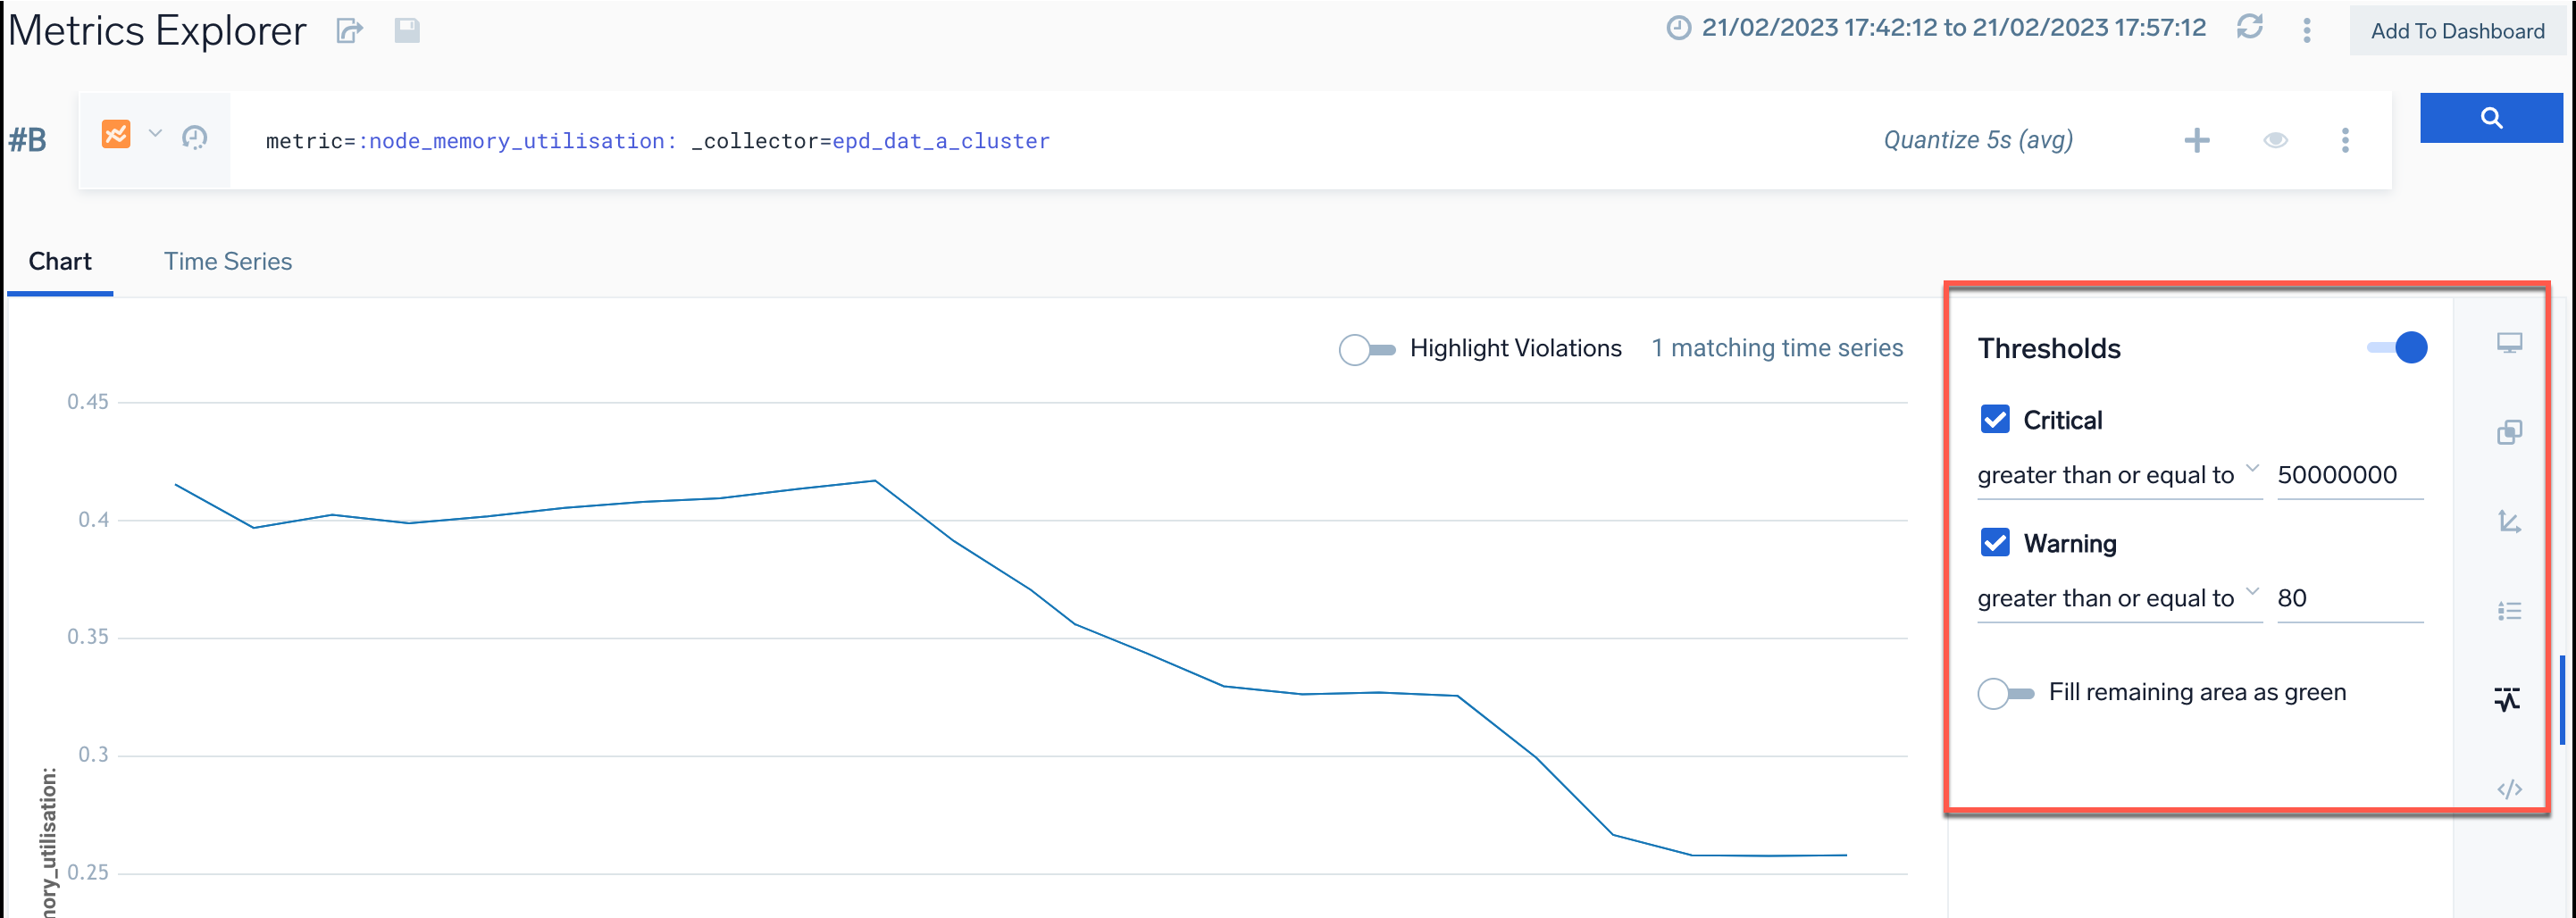 Metrics Explorer
21/02/2023 17:42:12 to 21/02/2023 17:57:12
Add To Dashboard
#B
metric=:node_memory_utilisation: _collector=epd_dat_a_cluster
Quantize 5s (avg)
Chart
Time Series
Highlight Violations
1 matching time series
0.45
0.4
0.35
0.3
0.25
mory_utilisation:
Thresholds
Critical
greater than or equal to 50000000
Warning
greater than or equal to 80
Fill remaining area as green